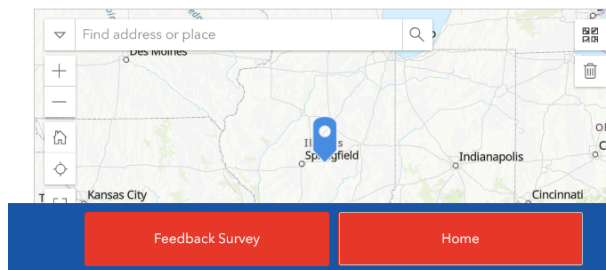 Find address or place
Des Moines
Springfield
Indianapolis
Kansas City
Cincinnati
Feedback Survey
Home